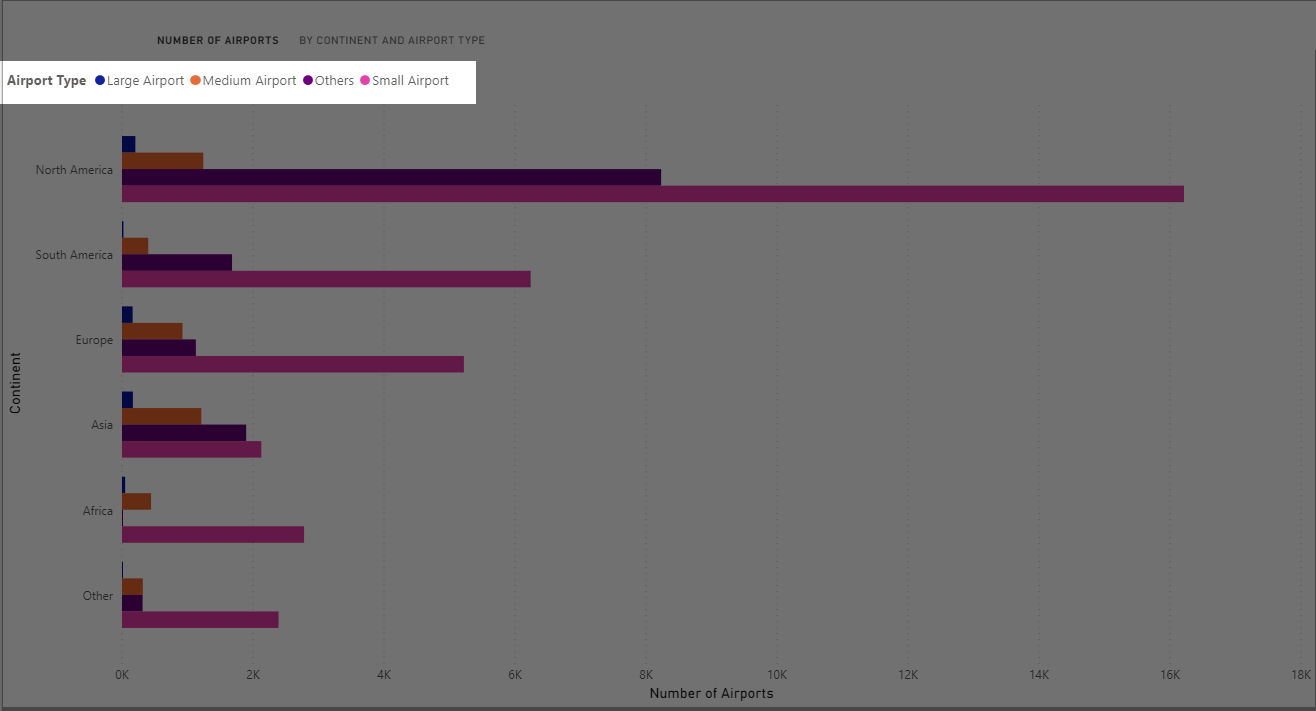 NUMBER OF AIRPORTS BY CONTINENT AND AIRPORT TYPE
Airport Type Large Airport Medium Airport Others Small Airport
North America
South America
Europe
Asia
Africa
Other
Continent
0K 2K 4K 6K 8K 10K 12K 14K 16K 18K
Number of Airports